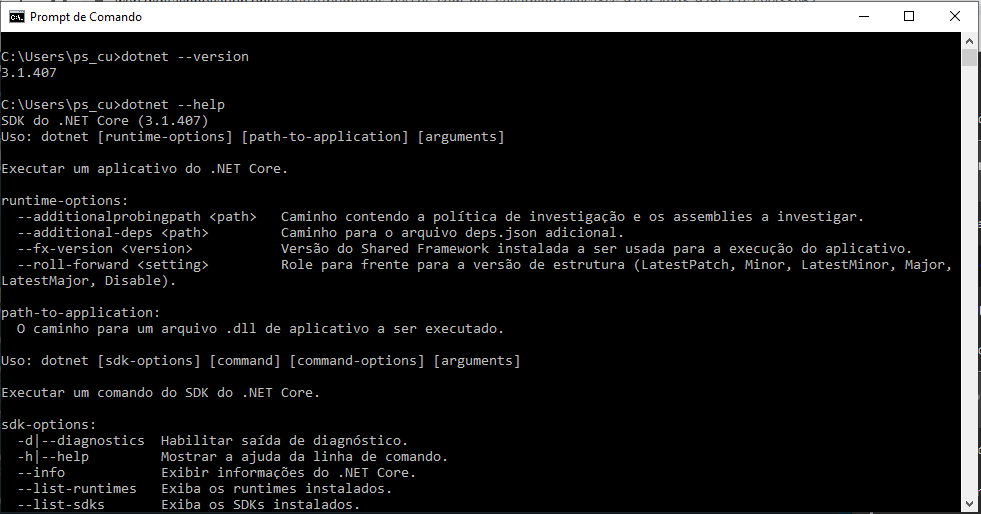 Prompt de Comando
C:\Users\ps_cu>dotnet --version
3.1.407
C:\Users\ps_cu>dotnet --help
SDK do .NET Core (3.1.407)
Uso: dotnet [runtime-options] [path-to-application] [arguments]
Executar um aplicativo do .NET Core.
runtime-options:
  --additionalprobingpath <path>   Caminho contendo a política de investigação e os assemblies a investigar.
  --additional-deps <path>         Caminho para o arquivo deps.json adicional.
  --fx-version <version>           Versão do Shared Framework instalada a ser usada para a execução do aplicativo.
  --roll-forward <setting>         Role para frente para a versão de estrutura (LatestPatch, Minor, LatestMinor, Major,
LatestMajor, Disable).
path-to-application:
  O caminho para um arquivo .dll de aplicativo a ser executado.
Uso: dotnet [sdk-options] [command] [command-options] [arguments]
Executar um comando do SDK do .NET Core.
sdk-options:
  -d|--diagnostics  Habilitar saída de diagnóstico.
  -h|--help         Mostrar a ajuda da linha de comando.
  --info            Exibir informações do .NET Core.
  --list-runtimes   Exiba os runtimes instalados.
  --list-sdks       Exiba os SDKs instalados.